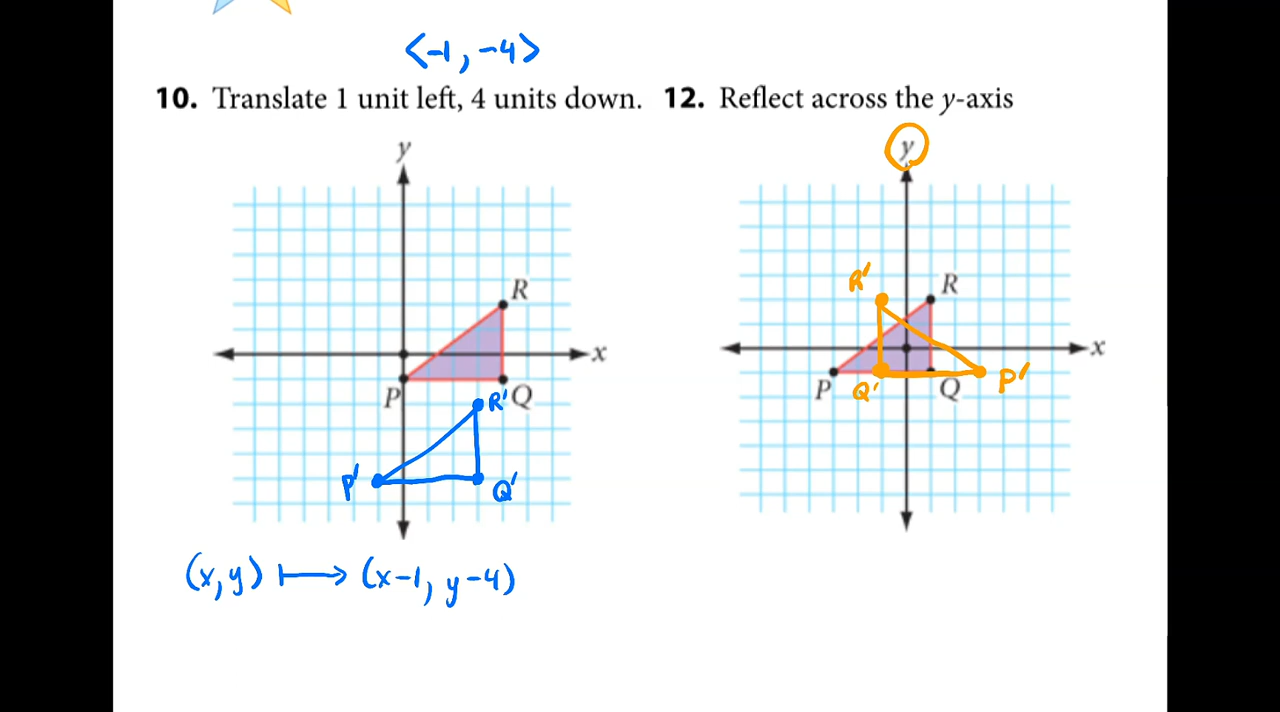 <-1, -4>
10. Translate 1 unit left, 4 units down.
y
R
x
P
Q
R'
P'
Q'
(x, y) ⟼ (x-1, y-4)
12. Reflect across the y-axis
y
R'
R
x
P
Q'
Q
P'